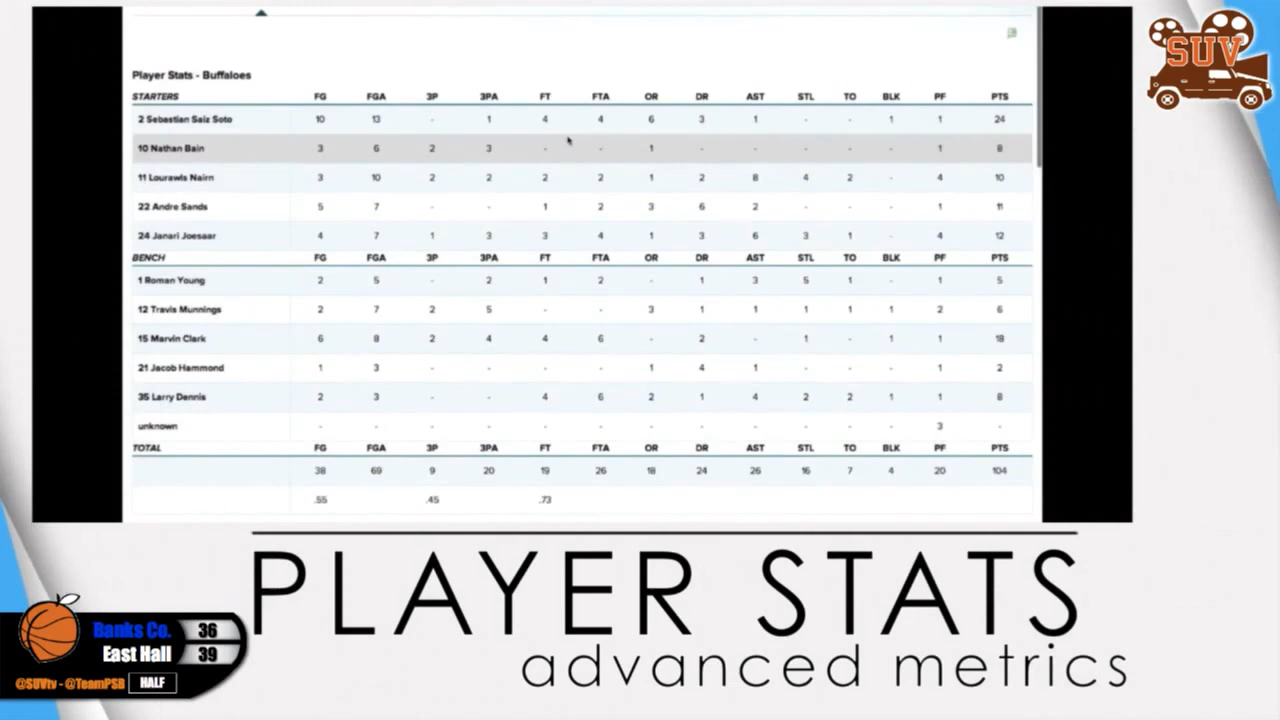 SUV
Player Stats - Buffaloes
STARTERS FG FGA 3P 3PA FT FTA OR DR AST STL TO BLK PF PTS
2 Sebastian Saiz Soto 10 13 - 1 4 4 6 3 1 - - 1 1 24
10 Nathan Bain 3 6 2 3 - - 1 - - - - 1 8
11 Lourawls Nairn 3 10 2 2 2 2 1 2 8 4 2 - 4 10
22 Andre Sands 5 7 - - 1 2 3 6 2 - - - 1 11
24 Janari Joesaar 4 7 1 3 3 4 1 3 6 3 1 - 4 12
BENCH FG FGA 3P 3PA FT FTA OR DR AST STL TO BLK PF PTS
1 Roman Young 2 5 - 2 1 2 - 1 3 5 1 - 1 5
12 Travis Munnings 2 7 2 5 - - 3 1 1 1 1 1 2 6
15 Marvin Clark 6 8 2 4 4 6 - 2 - 1 - 1 1 18
21 Jacob Hammond 1 3 - - - - 1 4 1 - - - 1 2
35 Larry Dennis 2 3 - - 4 6 2 1 4 2 2 1 1 8
unknown - - - - - - - - - - - - 3 -
TOTAL FG FGA 3P 3PA FT FTA OR DR AST STL TO BLK PF PTS
38 69 9 20 19 26 18 24 26 16 7 4 20 104
.55 .45 .73
PLAYER STATS
advanced metrics
Banks Co. 36
East Hall 39
@SUVtv - @TeamPSB HALF